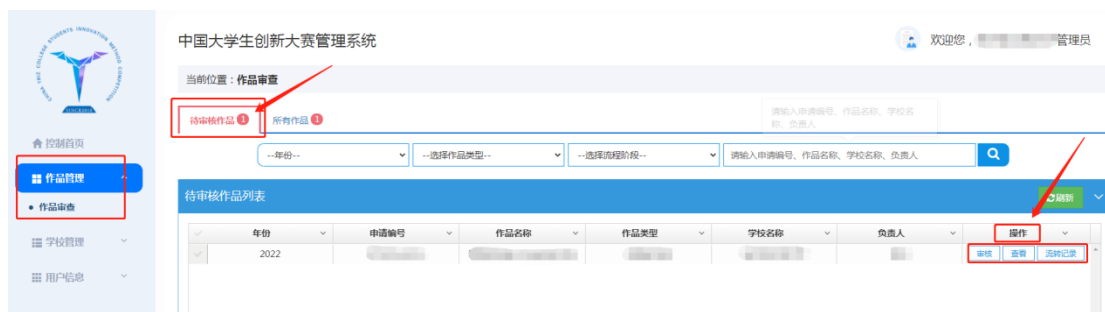 CHINA TRIZ COLLEGE STUDENTS INNOVATION METHOD COMPETITION
中国大学生创新大赛管理系统
欢迎您，
管理员
当前位置：作品审查
待审核作品 1
所有作品 1
请输入申请编号、作品名称、学校名
称、负责人
控制首页
作品管理
作品审查
学校管理
用户信息
--年份--
--选择作品类型--
--选择流程阶段--
请输入申请编号、作品名称、学校名称、负责人
待审核作品列表
刷新
年份 申请编号 作品名称 作品类型 学校名称 负责人 操作
2022 审核 查看 流转记录